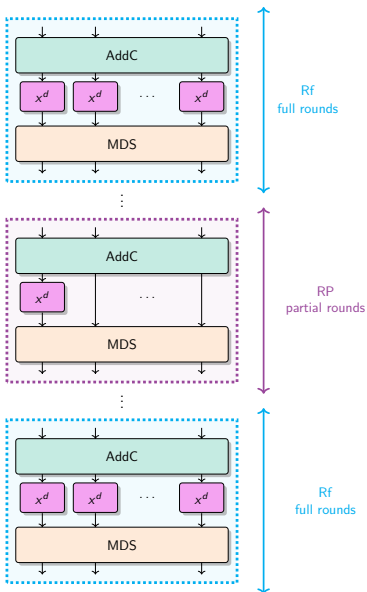 AddC
x^d x^d ... x^d
MDS
Rf
full rounds
⋮
AddC
x^d ...
MDS
RP
partial rounds
⋮
AddC
x^d x^d ... x^d
MDS
Rf
full rounds